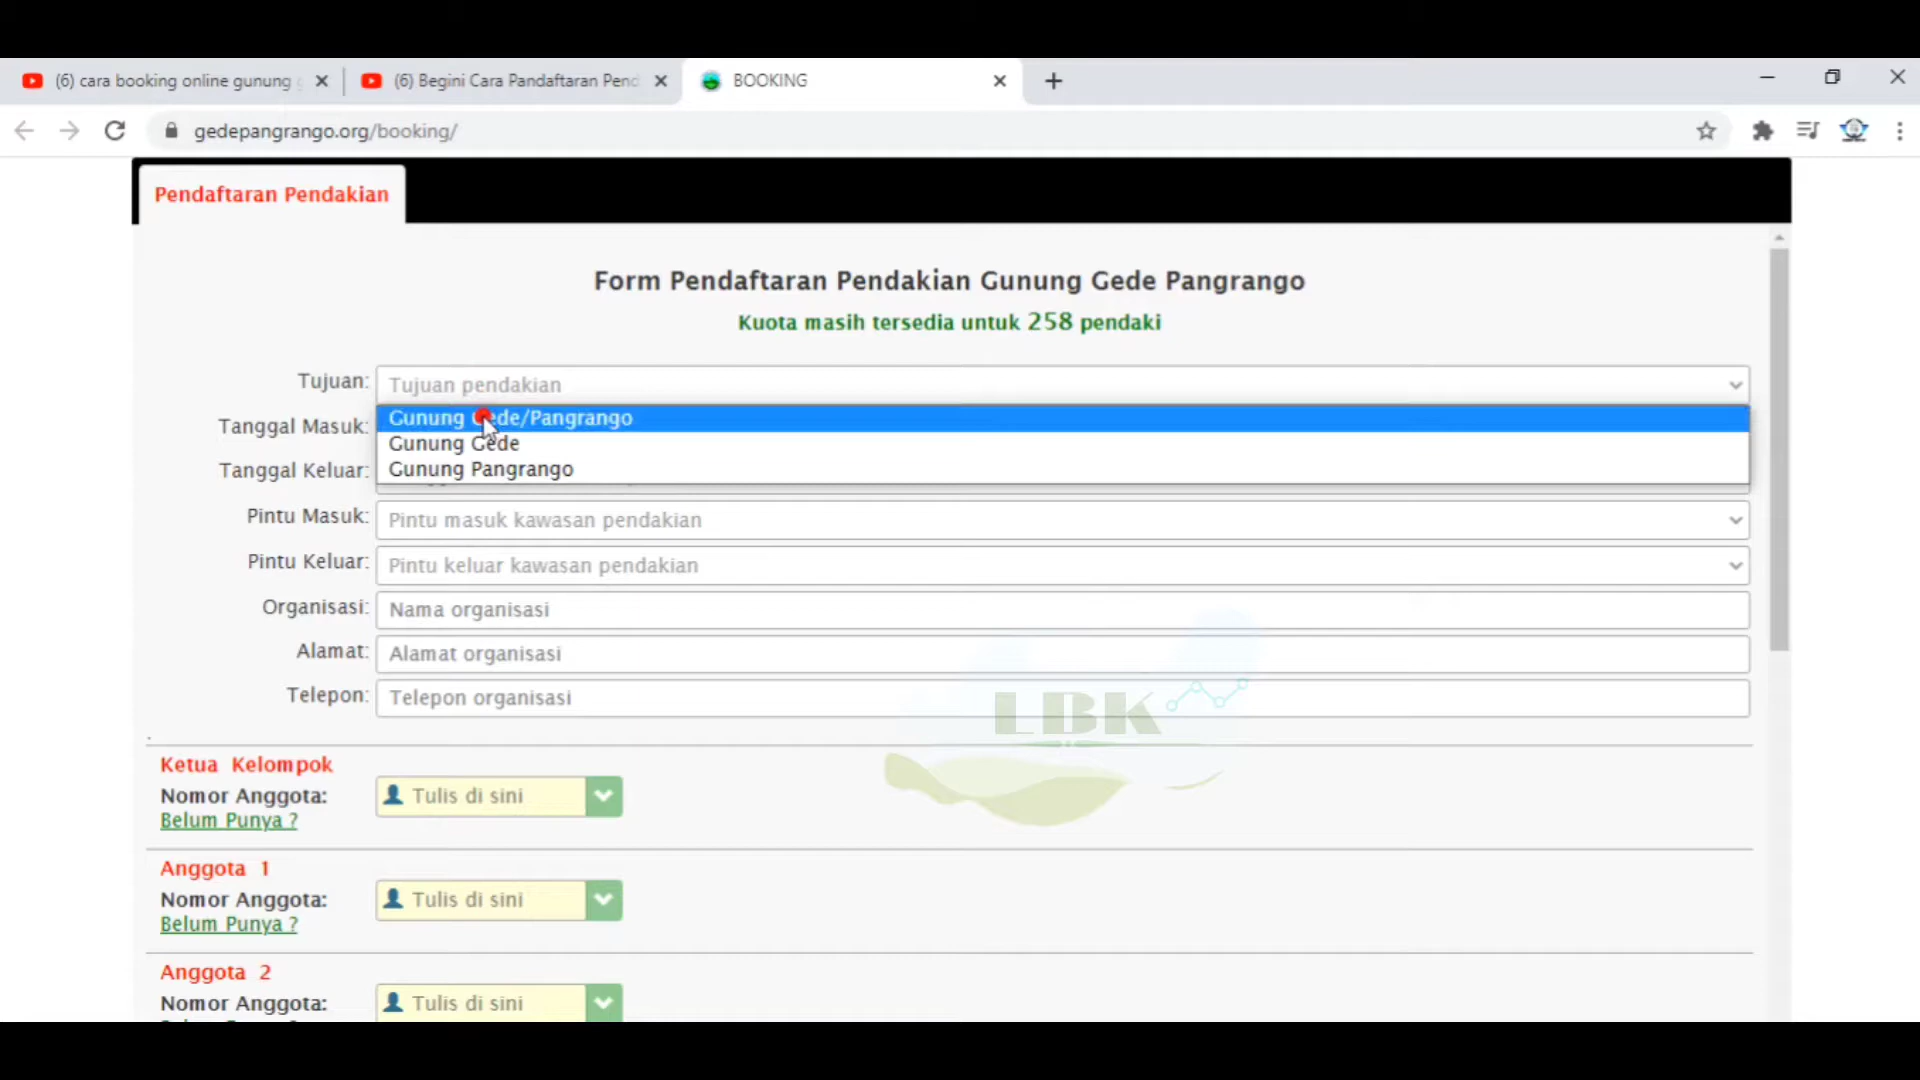 (6) cara booking online gunung
(6) Begini Cara Pandaftaran Pend
BOOKING
gedepangrango.org/booking/
Pendaftaran Pendakian
Form Pendaftaran Pendakian Gunung Gede Pangrango
Kuota masih tersedia untuk 258 pendaki
Tujuan: Tujuan pendakian
Gunung Gede/Pangrango
Tanggal Masuk:
Gunung Gede
Gunung Pangrango
Tanggal Keluar:
Pintu Masuk: Pintu masuk kawasan pendakian
Pintu Keluar: Pintu keluar kawasan pendakian
Organisasi: Nama organisasi
Alamat: Alamat organisasi
Telepon: Telepon organisasi
LBK
Ketua Kelompok
Nomor Anggota: Tulis di sini
Belum Punya ?
Anggota 1
Nomor Anggota: Tulis di sini
Belum Punya ?
Anggota 2
Nomor Anggota: Tulis di sini